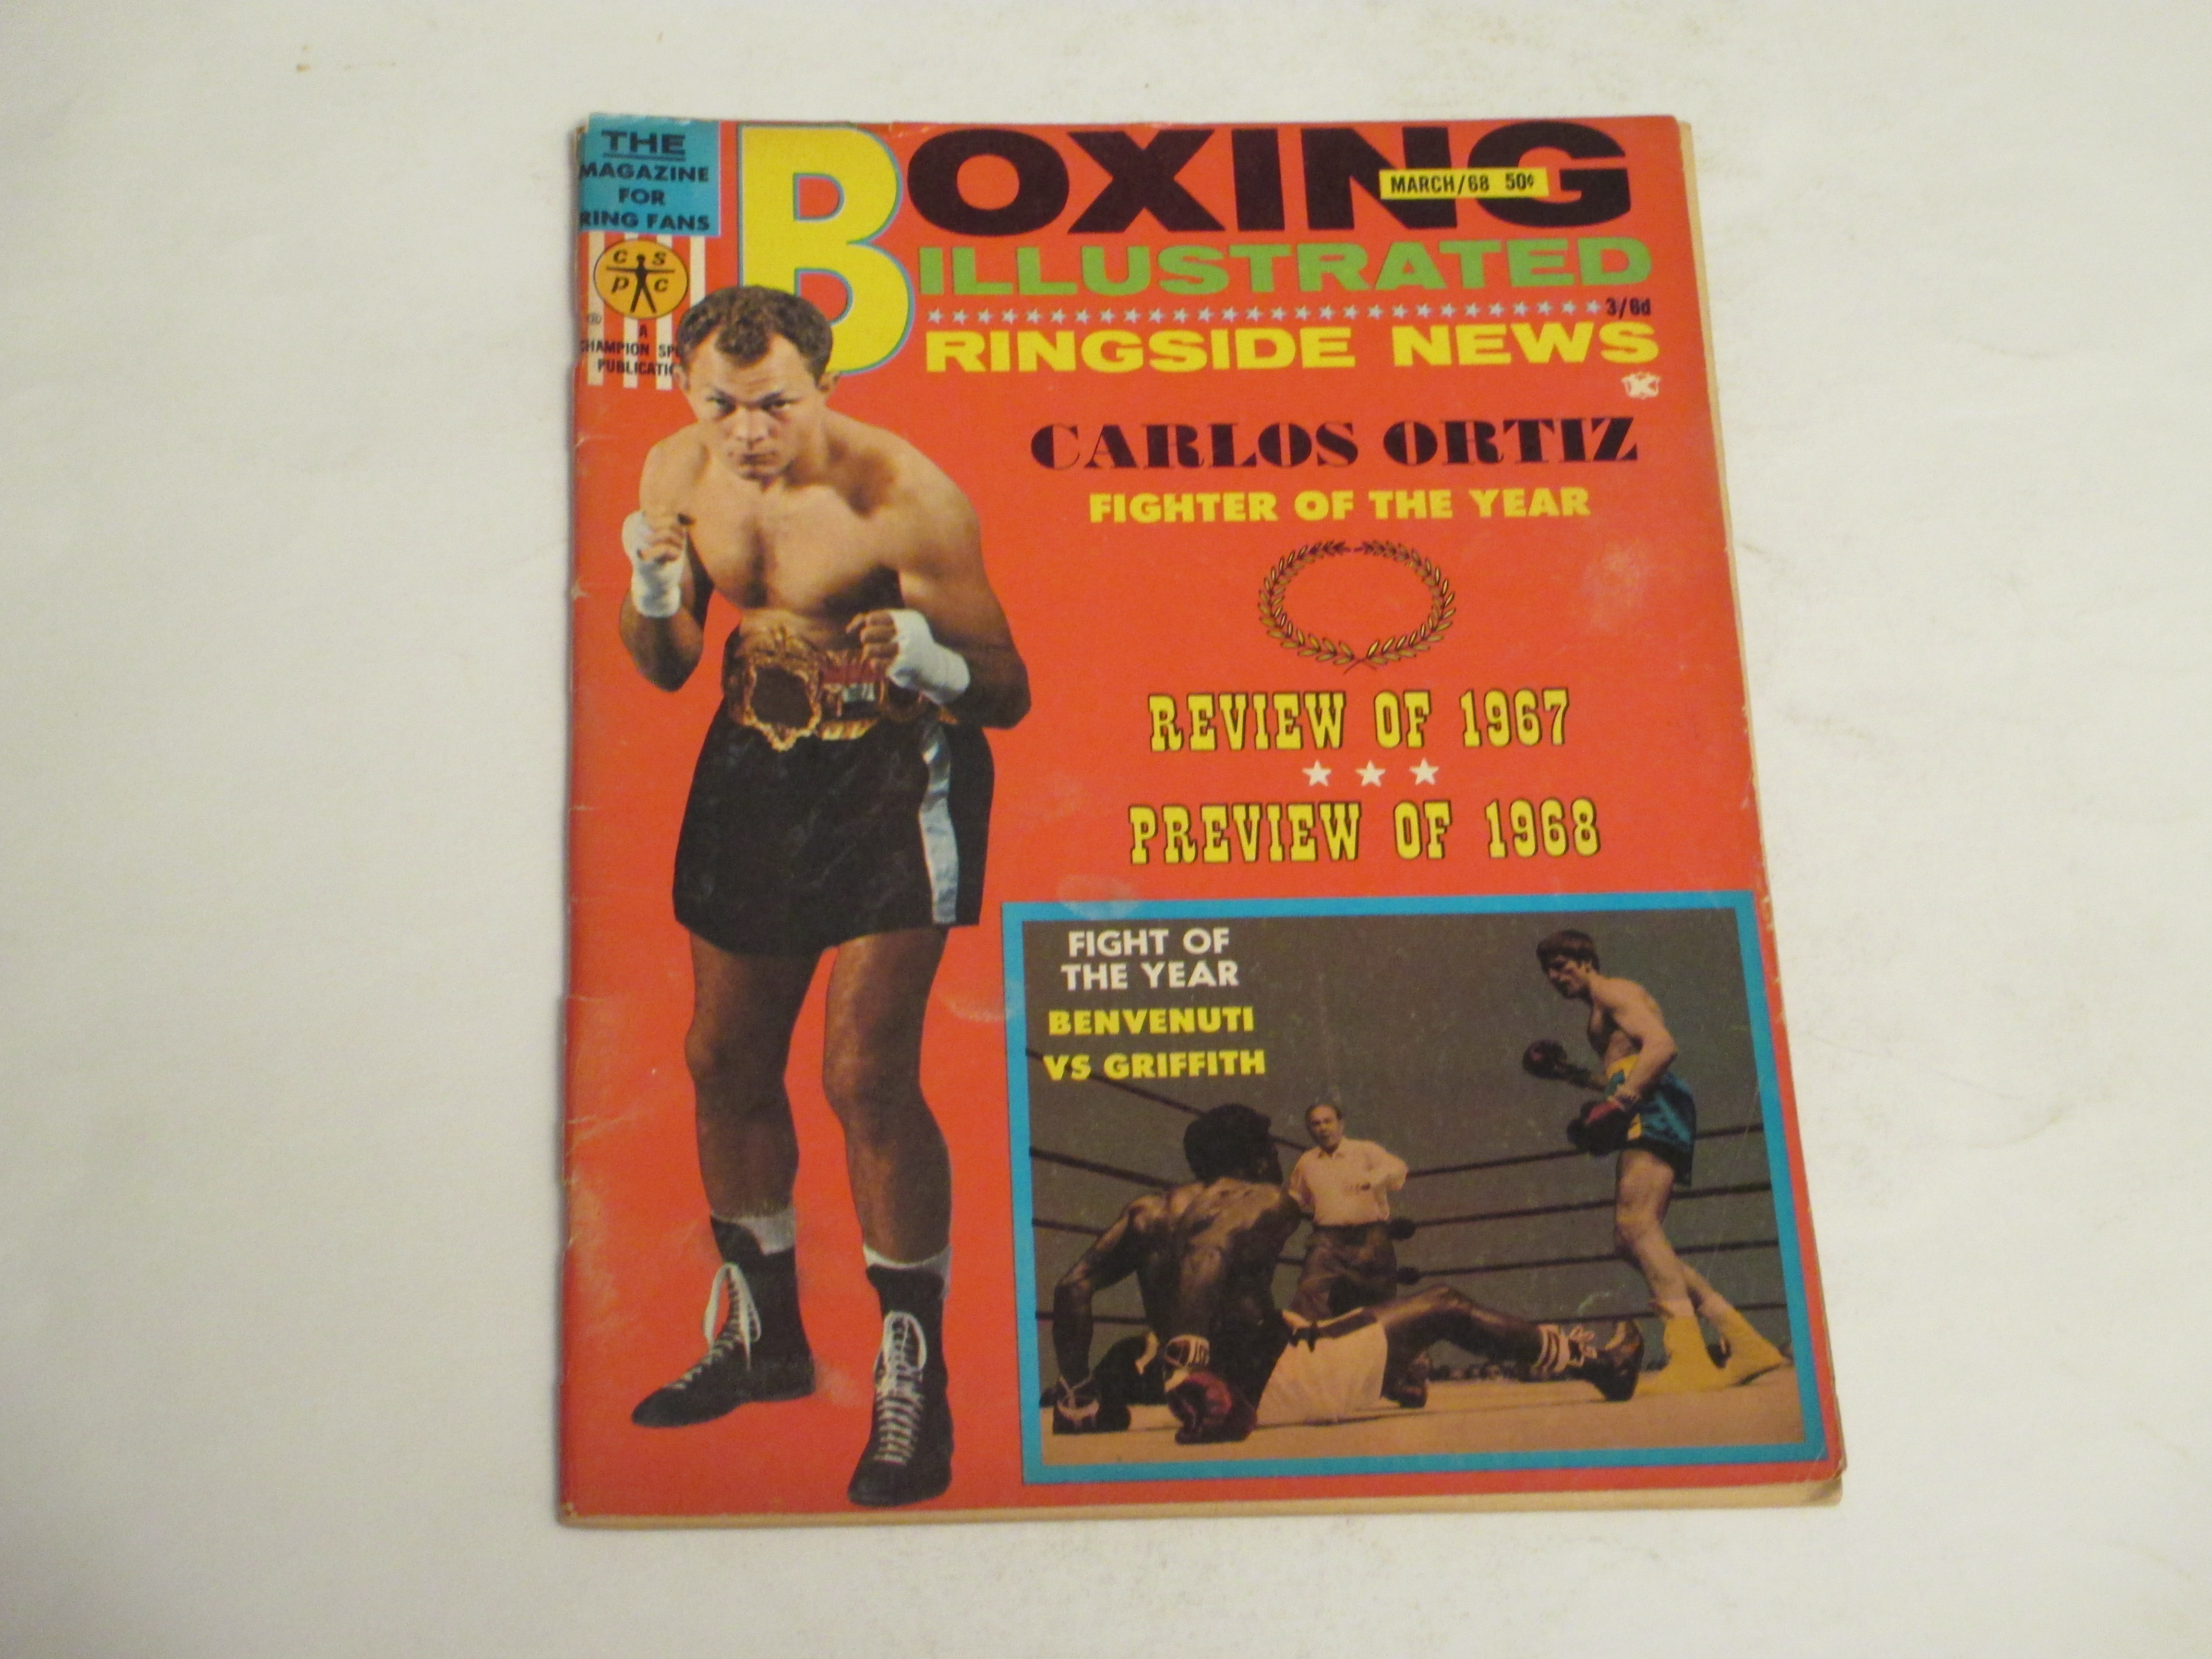 THE
MAGAZINE
FOR
RING FANS
C S
P C
A
CHAMPION
BOXING
MARCH/68 50¢
ILLUSTRATED
3/6d
RINGSIDE NEWS
CARLOS ORTIZ
FIGHTER OF THE YEAR
REVIEW OF 1967
PREVIEW OF 1968
FIGHT OF
THE YEAR
BENVENUTI
VS GRIFFITH